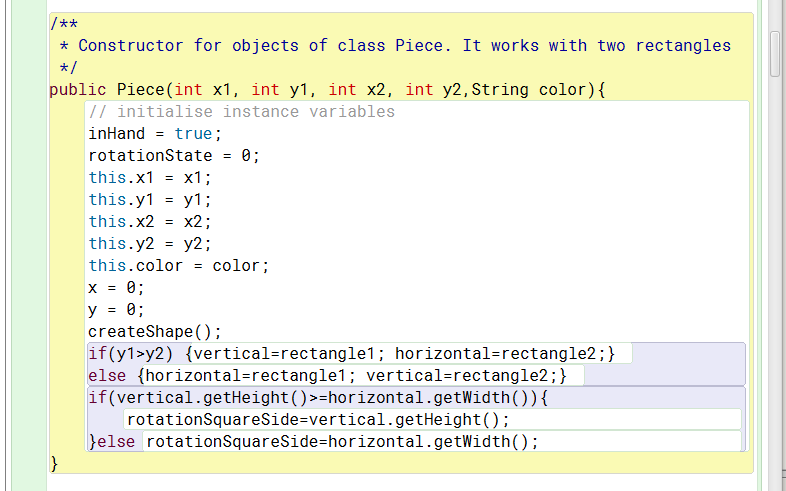 /**
 * Constructor for objects of class Piece. It works with two rectangles
 */
public Piece(int x1, int y1, int x2, int y2,String color){
    // initialise instance variables
    inHand = true;
    rotationState = 0;
    this.x1 = x1;
    this.y1 = y1;
    this.x2 = x2;
    this.y2 = y2;
    this.color = color;
    x = 0;
    y = 0;
    createShape();
    if(y1>y2) {vertical=rectangle1; horizontal=rectangle2;}
    else {horizontal=rectangle1; vertical=rectangle2;}
    if(vertical.getHeight()>=horizontal.getWidth()){
        rotationSquareSide=vertical.getHeight();
    }else rotationSquareSide=horizontal.getWidth();
}